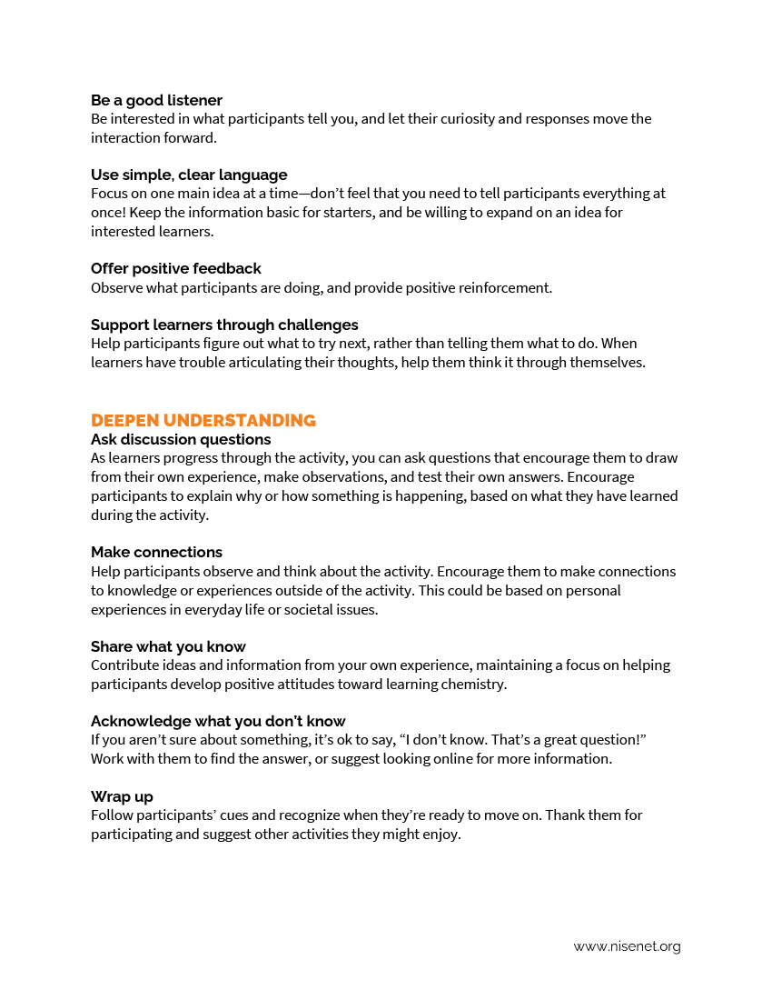 Be a good listener
Be interested in what participants tell you, and let their curiosity and responses move the
interaction forward.
Use simple, clear language
Focus on one main idea at a time—don’t feel that you need to tell participants everything at
once! Keep the information basic for starters, and be willing to expand on an idea for
interested learners.
Offer positive feedback
Observe what participants are doing, and provide positive reinforcement.
Support learners through challenges
Help participants figure out what to try next, rather than telling them what to do. When
learners have trouble articulating their thoughts, help them think it through themselves.
DEEPEN UNDERSTANDING
Ask discussion questions
As learners progress through the activity, you can ask questions that encourage them to draw
from their own experience, make observations, and test their own answers. Encourage
participants to explain why or how something is happening, based on what they have learned
during the activity.
Make connections
Help participants observe and think about the activity. Encourage them to make connections
to knowledge or experiences outside of the activity. This could be based on personal
experiences in everyday life or societal issues.
Share what you know
Contribute ideas and information from your own experience, maintaining a focus on helping
participants develop positive attitudes toward learning chemistry.
Acknowledge what you don’t know
If you aren’t sure about something, it’s ok to say, “I don’t know. That’s a great question!”
Work with them to find the answer, or suggest looking online for more information.
Wrap up
Follow participants’ cues and recognize when they’re ready to move on. Thank them for
participating and suggest other activities they might enjoy.
www.nisenet.org